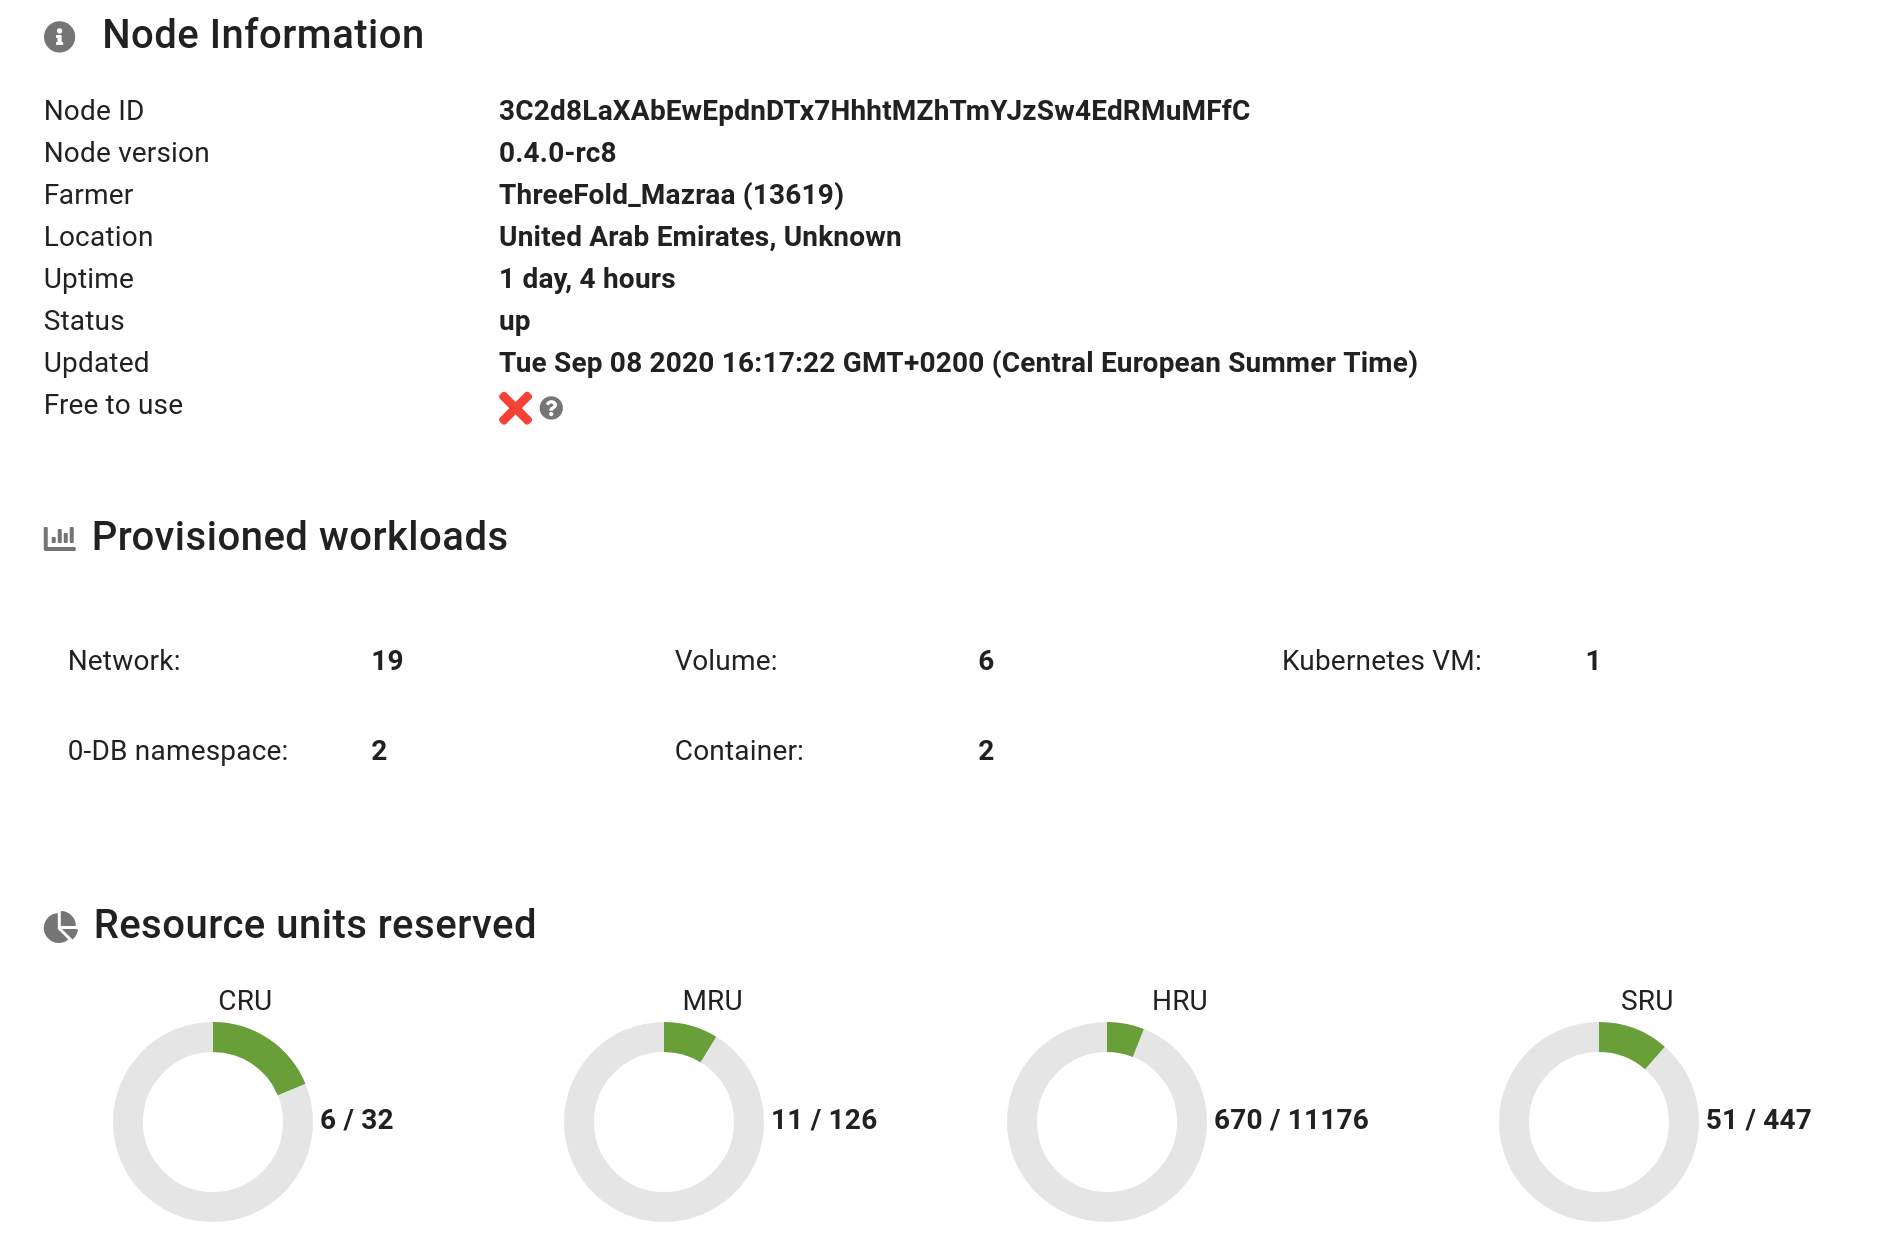 Node Information
Node ID 3C2d8LaXAbEwEpdnDTx7HhhtMZhTmYJzSw4EdRMuMFfC
Node version 0.4.0-rc8
Farmer ThreeFold_Mazraa (13619)
Location United Arab Emirates, Unknown
Uptime 1 day, 4 hours
Status up
Updated Tue Sep 08 2020 16:17:22 GMT+0200 (Central European Summer Time)
Free to use
Provisioned workloads
Network: 19 Volume: 6 Kubernetes VM: 1
0-DB namespace: 2 Container: 2
Resource units reserved
CRU MRU HRU SRU
6 / 32 11 / 126 670 / 11176 51 / 447